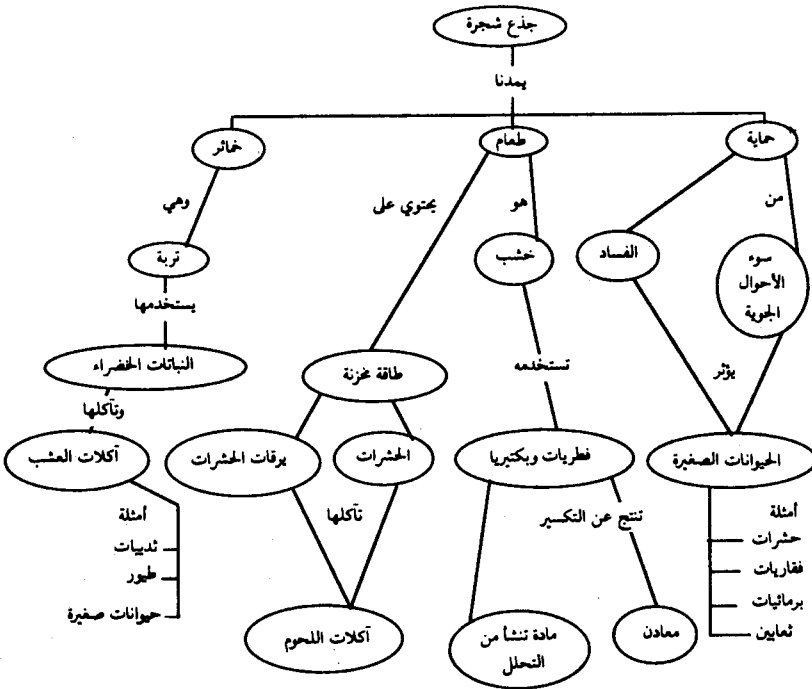 جذع شجرة
يمدنا
حماية
طعام
خمائر
من
هو
يحتوي على
وهي
سوء
الأحوال
الجوية
الفساد
خشب
تربة
يستخدمها
يؤثر
تستخدمه
طاقة مخزنة
النباتات الخضراء
وتآكلها
الحيوانات الصغيرة
فطريات وبكتيريا
الحشرات
يرقات الحشرات
آكلات العشب
أمثلة
حشرات
فقاريات
برمائيات
ثعابين
تنتج عن التكسير
تآكلها
أمثلة
ثدييات
طيور
حيوانات صغيرة
معادن
مادة تنشأ من
التحلل
آكلات اللحوم